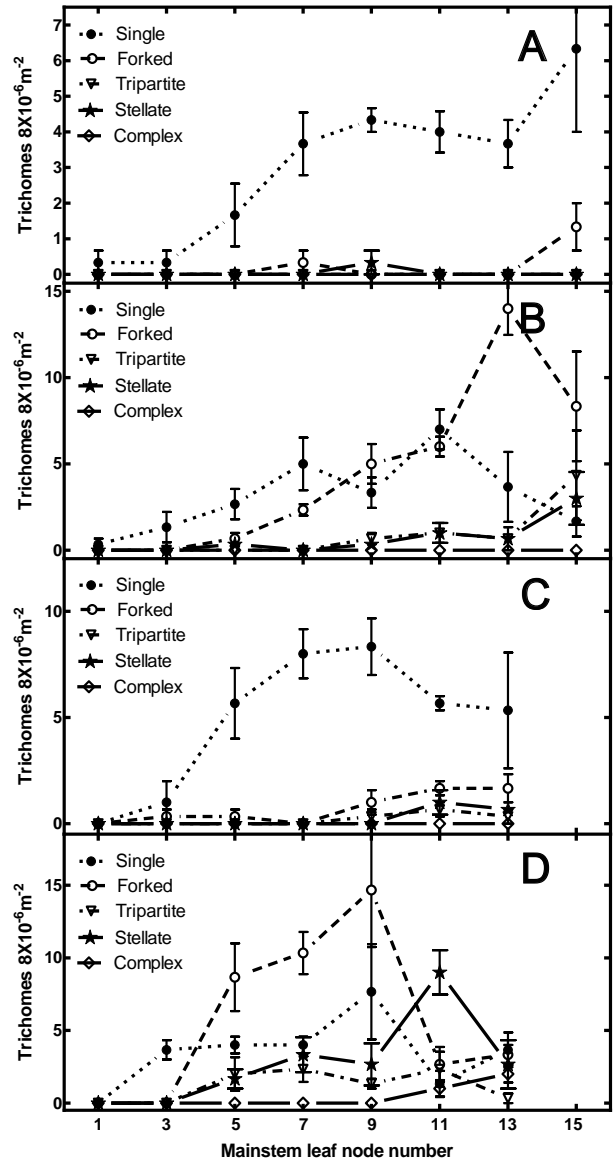 7
6
5
4
3
2
1
0
Trichomes 8X10⁻⁶m⁻²
Single
Forked
Tripartite
Stellate
Complex
A
15
10
5
0
Trichomes 8X10⁻⁶m⁻²
Single
Forked
Tripartite
Stellate
Complex
B
10
5
0
Trichomes 8X10⁻⁶m⁻²
Single
Forked
Tripartite
Stellate
Complex
C
15
10
5
0
Trichomes 8X10⁻⁶m⁻²
Single
Forked
Tripartite
Stellate
Complex
D
1 3 5 7 9 11 13 15
Mainstem leaf node number